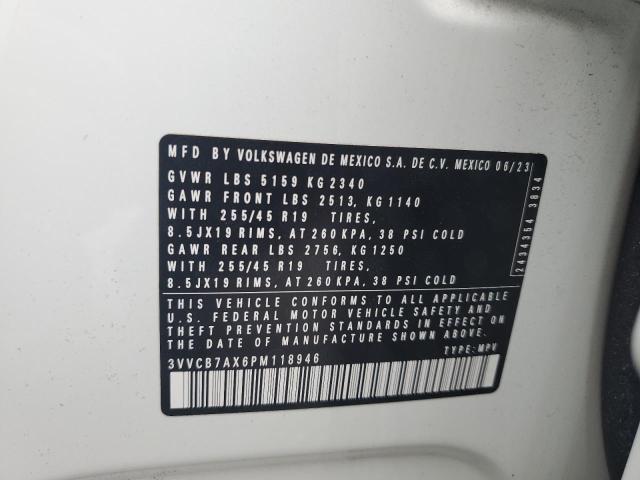 MFD BY VOLKSWAGEN DE MEXICO S.A. DE C.V. MEXICO 06/23
GVWR LBS 5159 KG 2340
GAWR FRONT LBS 2513, KG 1140
WITH 255/45 R19 TIRES,
8.5JX19 RIMS, AT 260 KPA, 38 PSI COLD
GAWR REAR LBS 2756, KG 1250
WITH 255/45 R19 TIRES,
8.5JX19 RIMS, AT 260 KPA, 38 PSI COLD
THIS VEHICLE CONFORMS TO ALL APPLICABLE
U.S. FEDERAL MOTOR VEHICLE SAFETY AND
THEFT PREVENTION STANDARDS IN EFFECT ON
THE DATE OF MANUFACTURE SHOWN ABOVE.
3VVCB7AX6PM118946 TYPE: MPV
2434354 3834